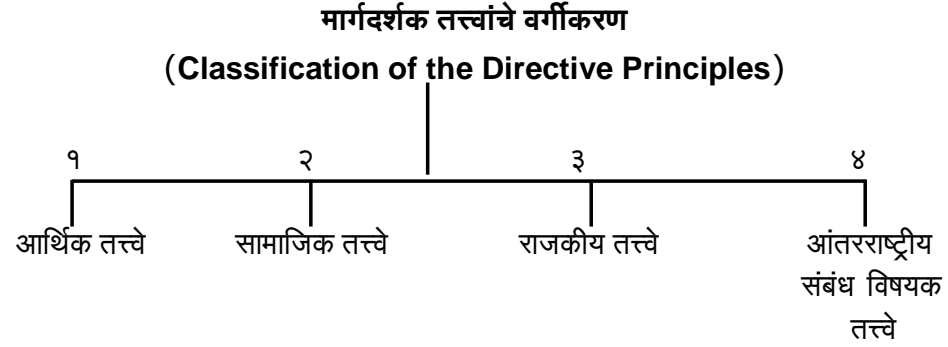 मार्गदर्शक तत्त्वांचे वर्गीकरण
(Classification of the Directive Principles)
१ २ ३ ४
आर्थिक तत्त्वे सामाजिक तत्त्वे राजकीय तत्त्वे आंतरराष्ट्रीय
संबंध विषयक
तत्त्वे